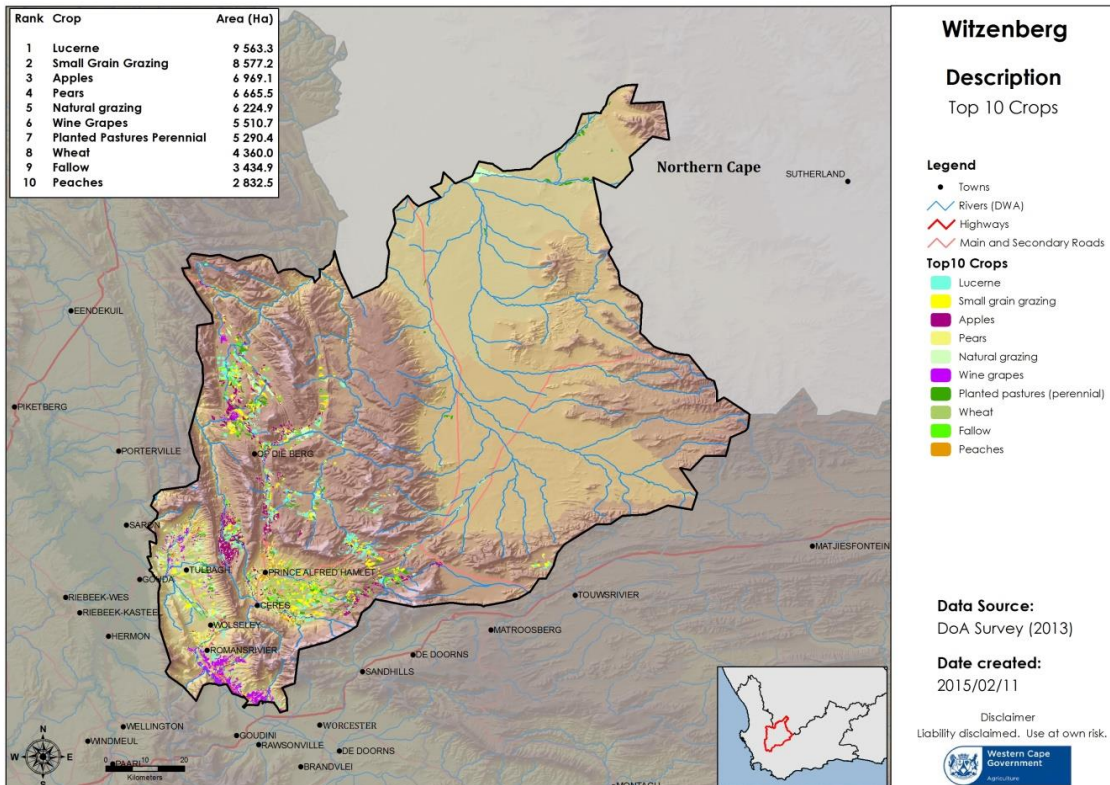 Rank Crop Area (Ha)
1 Lucerne 9 563.3
2 Small Grain Grazing 8 577.2
3 Apples 6 969.1
4 Pears 6 665.5
5 Natural grazing 6 224.9
6 Wine Grapes 5 510.7
7 Planted Pastures Perennial 5 290.4
8 Wheat 4 360.0
9 Fallow 3 434.9
10 Peaches 2 832.5
Northern Cape
SUTHERLAND
EENDEKUIL
PIKETBERG
PORTERVILLE
OP DIE BERG
SARON
MATJIESFONTEIN
GOUDA
TULBAGH
PRINCE ALFRED HAMLET
RIEBEEK-WES
RIEBEEK-KASTEEL
CERES
TOUWSRIVIER
WOLSELEY
HERMON
MATROOSBERG
ROMANSRIVIER
DE DOORNS
SANDHILLS
WELLINGTON
WORCESTER
WINDMEUL
GOUDINI
RAWSONVILLE
DE DOORNS
PAARL
BRANDVLEI
MONTAGU
N
W E
S
10 5 0 10 20
Kilometers
Witzenberg
Description
Top 10 Crops
Legend
Towns
Rivers (DWA)
Highways
Main and Secondary Roads
Top10 Crops
Lucerne
Small grain grazing
Apples
Pears
Natural grazing
Wine grapes
Planted pastures (perennial)
Wheat
Fallow
Peaches
Data Source:
DoA Survey (2013)
Date created:
2015/02/11
Disclaimer
Liability disclaimed. Use at own risk.
Western Cape
Government
Agriculture